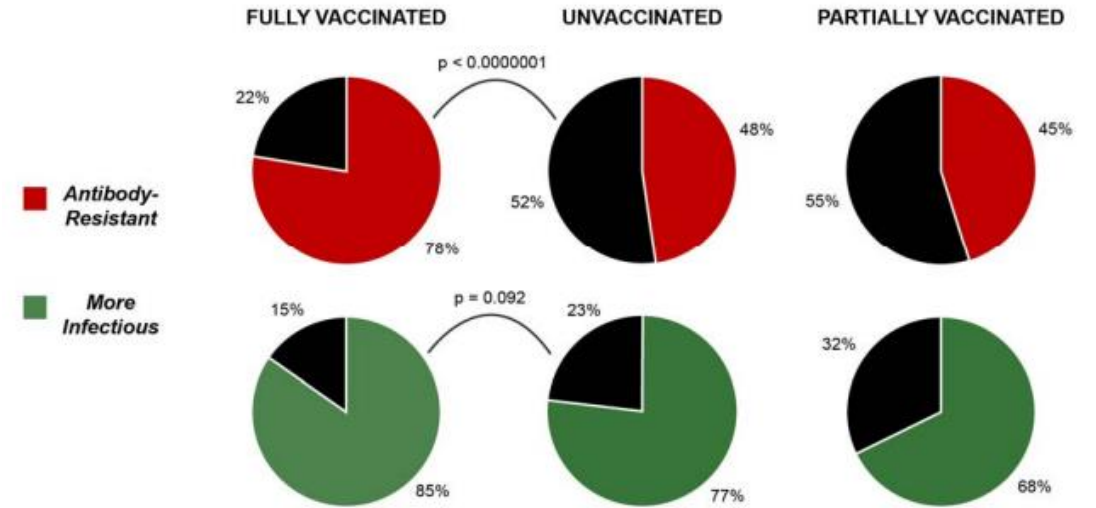 FULLY VACCINATED
UNVACCINATED
PARTIALLY VACCINATED
p < 0.0000001
22%
48%
45%
Antibody-
Resistant
52%
55%
78%
More
Infectious
p = 0.092
15%
23%
32%
85%
77%
68%